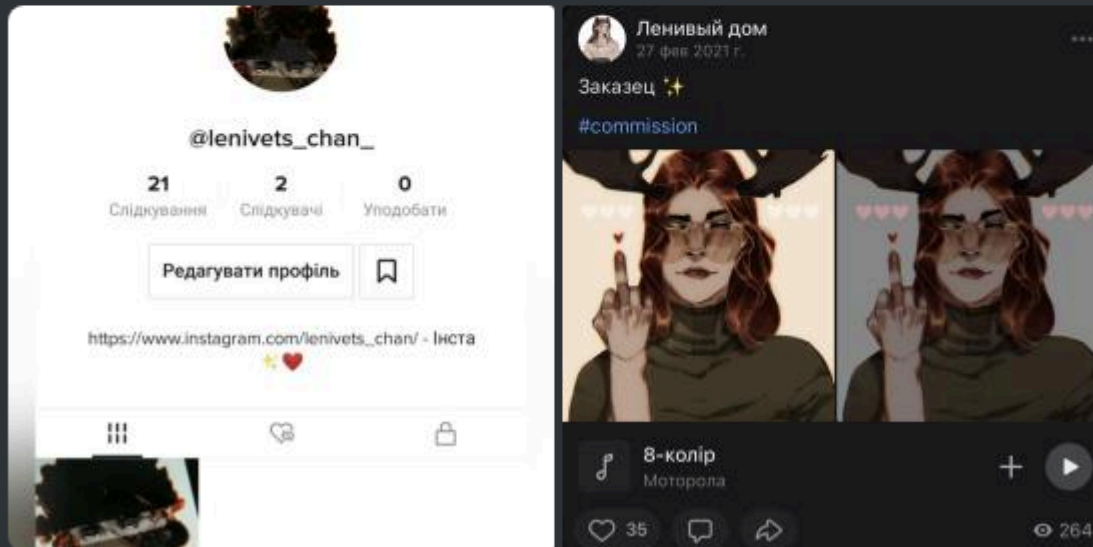 @lenivets_chan_
21 2 0
Слідкування Слідкувачі Уподобати
Редагувати профіль
https://www.instagram.com/lenivets_chan/ - Інста
✨❤️
Ленивый дом
27 фев 2021 г.
Заказец ✨
#commission
8-колір
Моторола
35
264